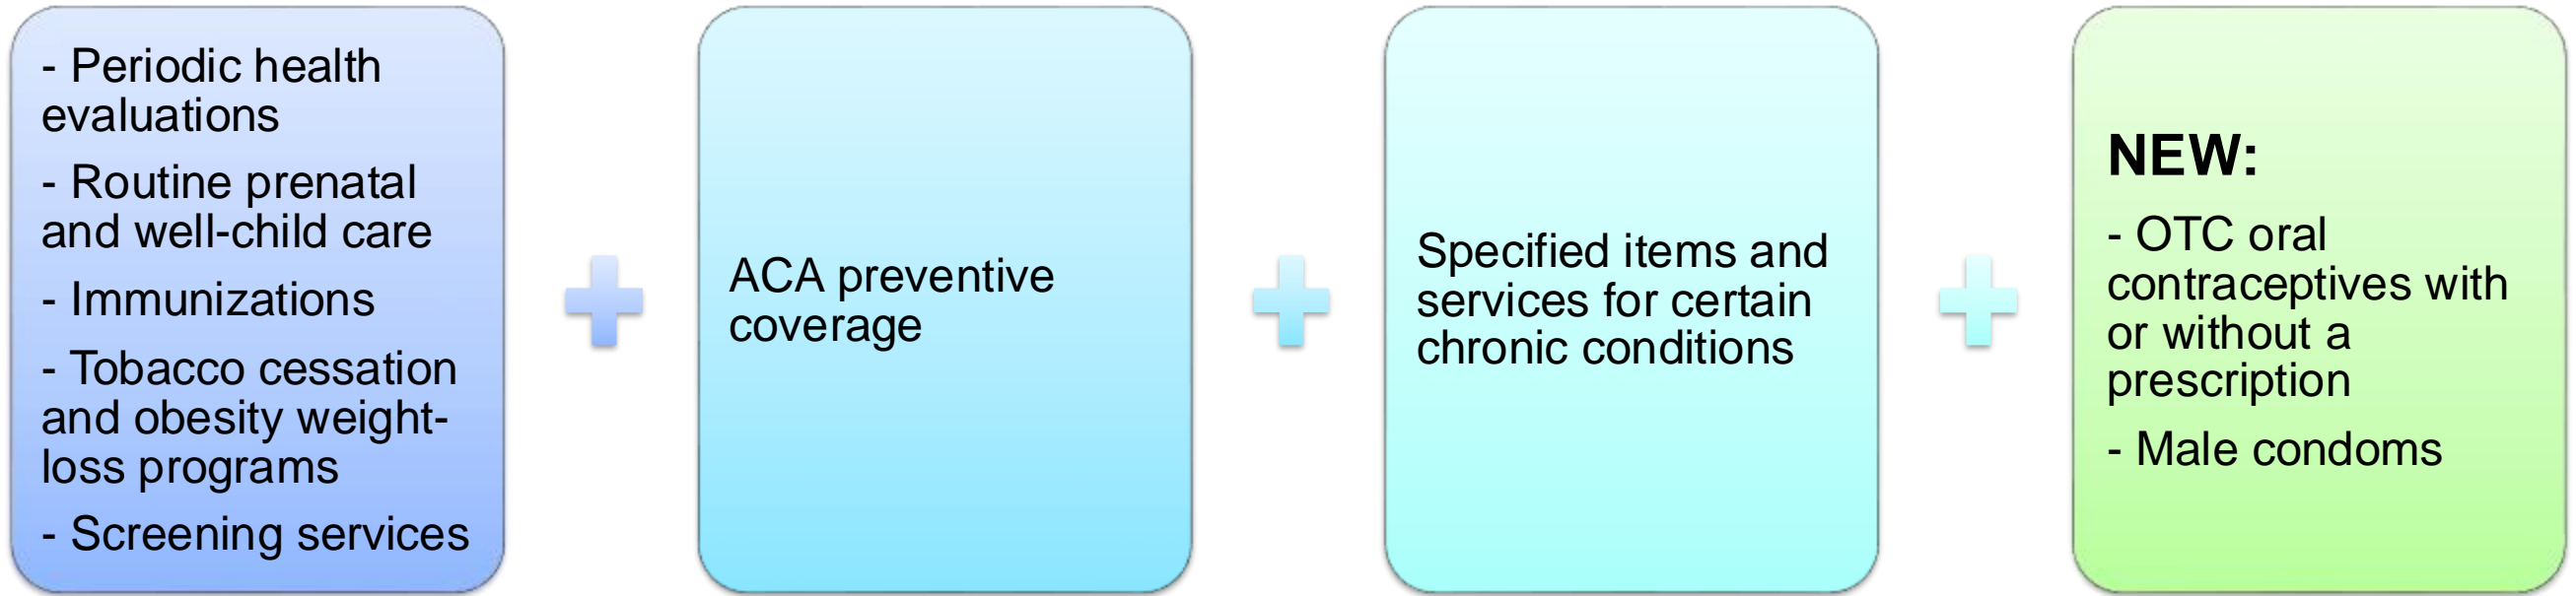 - Periodic health
evaluations
- Routine prenatal
and well-child care
- Immunizations
- Tobacco cessation
and obesity weight-
loss programs
- Screening services
ACA preventive
coverage
Specified items and
services for certain
chronic conditions
NEW:
- OTC oral
contraceptives with
or without a
prescription
- Male condoms